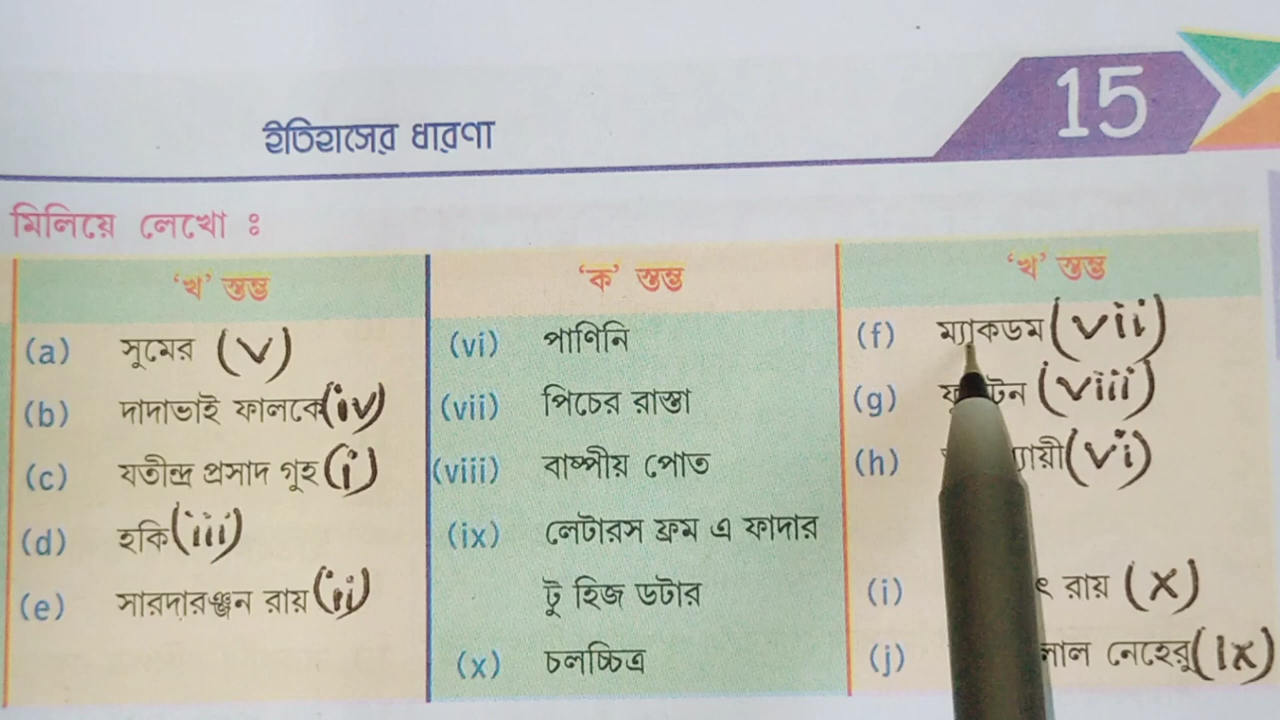 ইতিহাসের ধারণা
15
মিলিয়ে লেখো ঃ
‘খ’ স্তম্ভ
(a) সুমের (v)
(b) দাদাভাই ফালকে (iv)
(c) যতীন্দ্র প্রসাদ গুহ (i)
(d) হকি (iii)
(e) সারদারঞ্জন রায় (ii)
‘ক’ স্তম্ভ
(vi) পাণিনি
(vii) পিচের রাস্তা
(viii) বাষ্পীয় পোত
(ix) লেটারস ফ্রম এ ফাদার
টু হিজ ডটার
(x) চলচ্চিত্র
‘খ’ স্তম্ভ
(f) ম্যাকডম (vii)
(g) (viii)
(h) (vi)
(i) রায় (x)
(j) নেহেরু (ix)